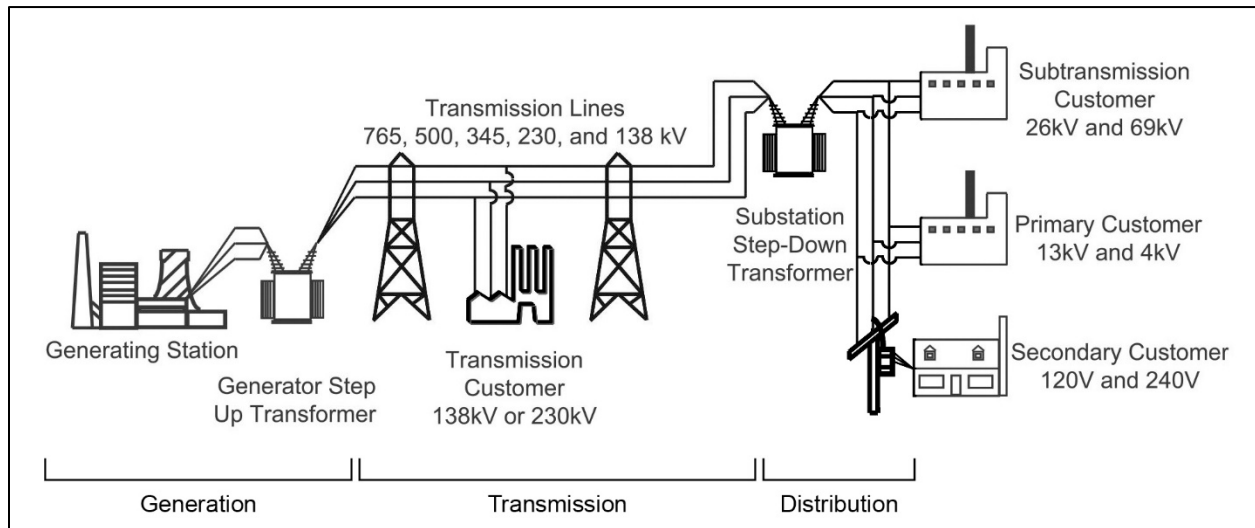 Transmission Lines
765, 500, 345, 230, and 138 kV
Subtransmission
Customer
26kV and 69kV
Substation
Step-Down
Transformer
Primary Customer
13kV and 4kV
Generating Station
Generator Step
Up Transformer
Transmission
Customer
138kV or 230kV
Secondary Customer
120V and 240V
Generation
Transmission
Distribution